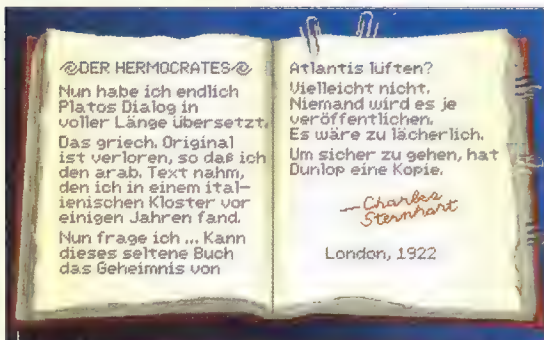 DER HERMOCRATES
Nun habe ich endlich
Platos Dialog in
voller Länge übersetzt.
Das griech. Original
ist verloren, so daß ich
den arab. Text nahm,
den ich in einem ital-
ienischen Kloster vor
einigen Jahren fand.
Nun frage ich ... Kann
dieses seltene Buch
das Geheimnis von
Atlantis lüften?
Vielleicht nicht.
Niemand wird es je
veröffentlichen.
Es wäre zu lächerlich.
Um sicher zu gehen, hat
Dunlop eine Kopie.
—Charles
Sternhart
London, 1922